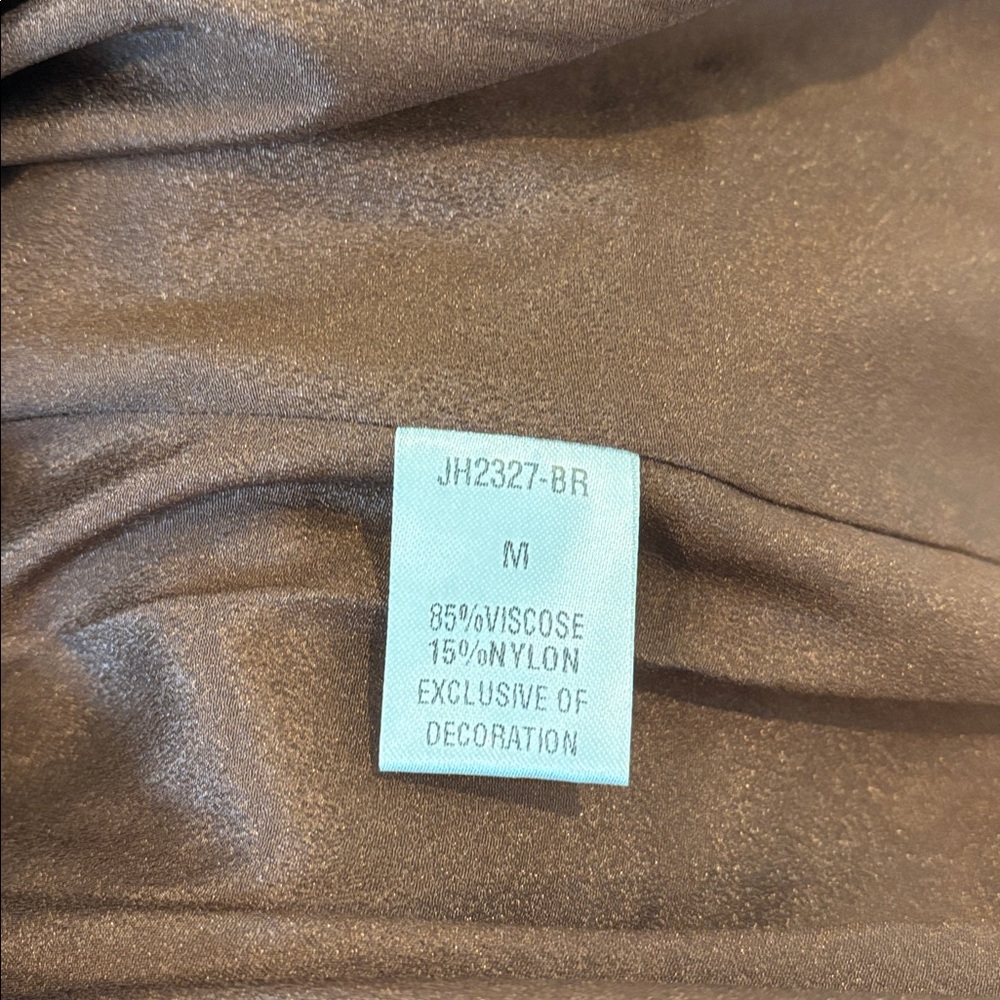 JH2327-BR
M
85%VISCOSE
15%NYLON
EXCLUSIVE OF
DECORATION